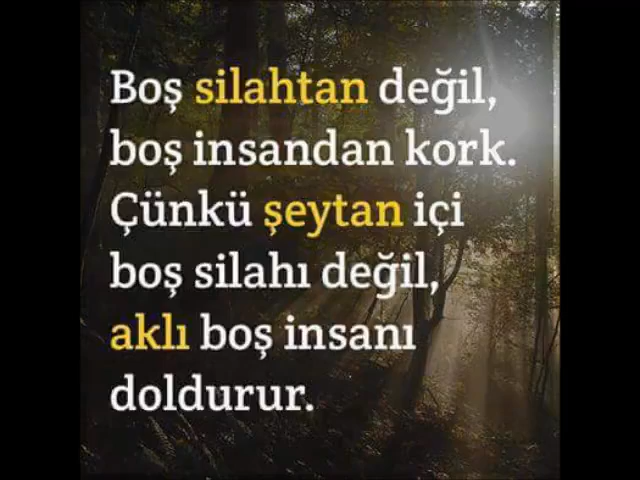 Boş silahtan değil,
boş insandan kork.
Çünkü şeytan içi
boş silahı değil,
aklı boş insanı
doldurur.